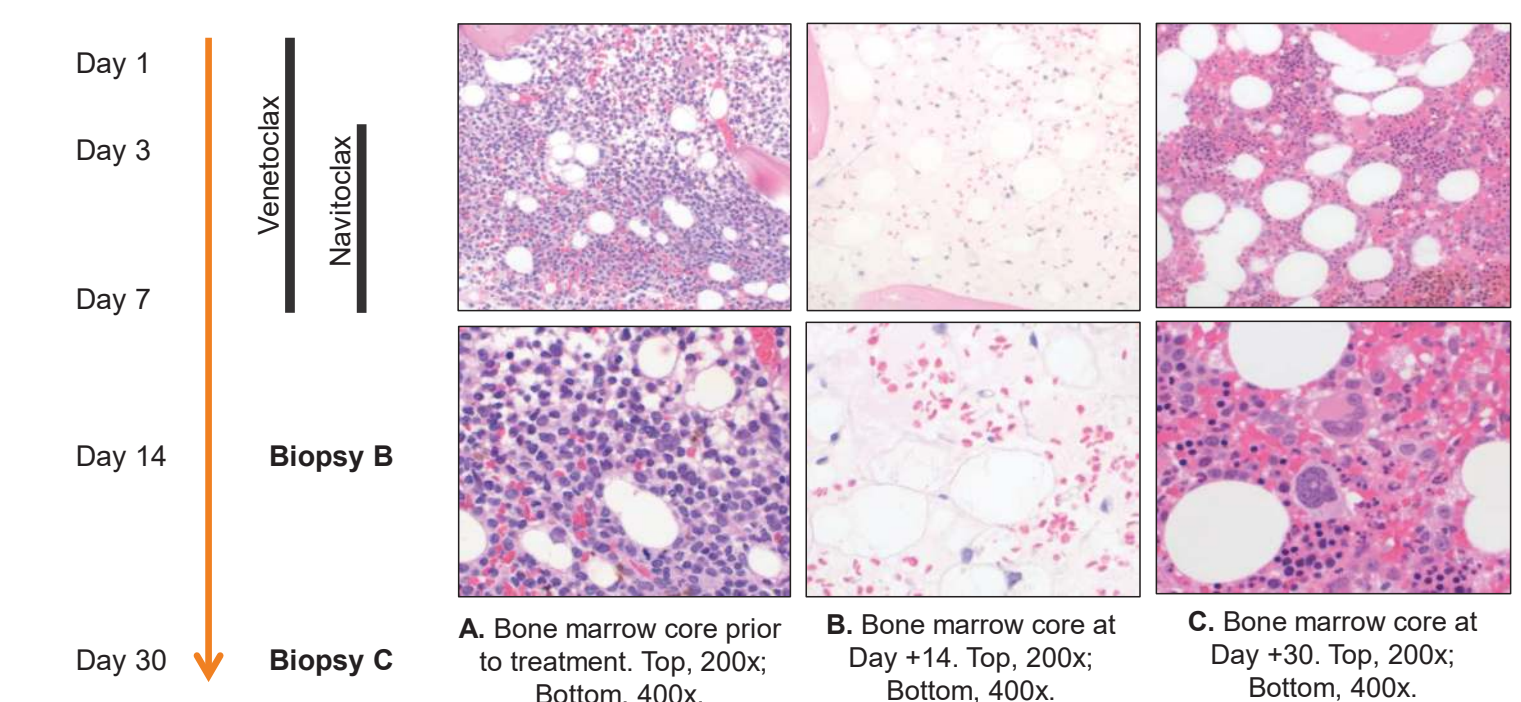 Day 1
Day 3
Day 7
Day 14
Day 30
Venetoclax
Navitoclax
Biopsy B
Biopsy C
A. Bone marrow core prior
to treatment. Top, 200x;
Bottom, 400x.
B. Bone marrow core at
Day +14. Top, 200x;
Bottom, 400x.
C. Bone marrow core at
Day +30. Top, 200x;
Bottom, 400x.